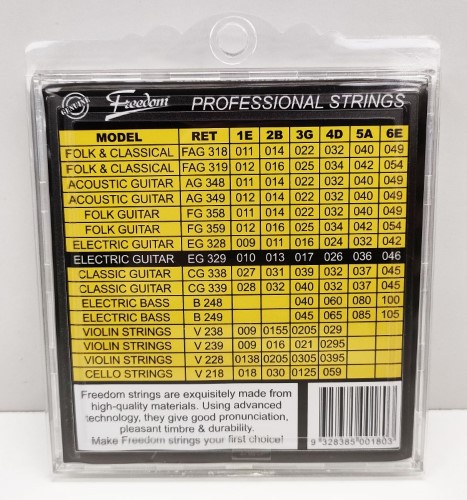 GENUINE Freedom PROFESSIONAL STRINGS
MODEL RET 1E 2B 3G 4D 5A 6E
FOLK & CLASSICAL FAG 318 011 014 022 032 040 049
FOLK & CLASSICAL FAG 319 012 016 025 034 042 054
ACOUSTIC GUITAR AG 348 011 014 022 032 040 049
ACOUSTIC GUITAR AG 349 012 014 022 032 040 049
FOLK GUITAR FG 358 011 014 022 032 040 049
FOLK GUITAR FG 359 012 016 025 034 042 054
ELECTRIC GUITAR EG 328 009 011 016 024 032 042
ELECTRIC GUITAR EG 329 010 013 017 026 036 046
CLASSIC GUITAR CG 338 027 031 039 032 037 045
CLASSIC GUITAR CG 339 028 032 040 032 037 045
ELECTRIC BASS B 248 040 060 080 100
ELECTRIC BASS B 249 045 065 085 105
VIOLIN STRINGS V 238 009 0155 0205 029
VIOLIN STRINGS V 239 009 016 021 0295
VIOLIN STRINGS V 228 0138 0205 0305 0395
CELLO STRINGS V 218 018 030 0125 059
Freedom strings are exquisitely made from
high-quality materials. Using advanced
technology, they give good pronunciation,
pleasant timbre & durability.
Make Freedom strings your first choice!
9 328385 001803